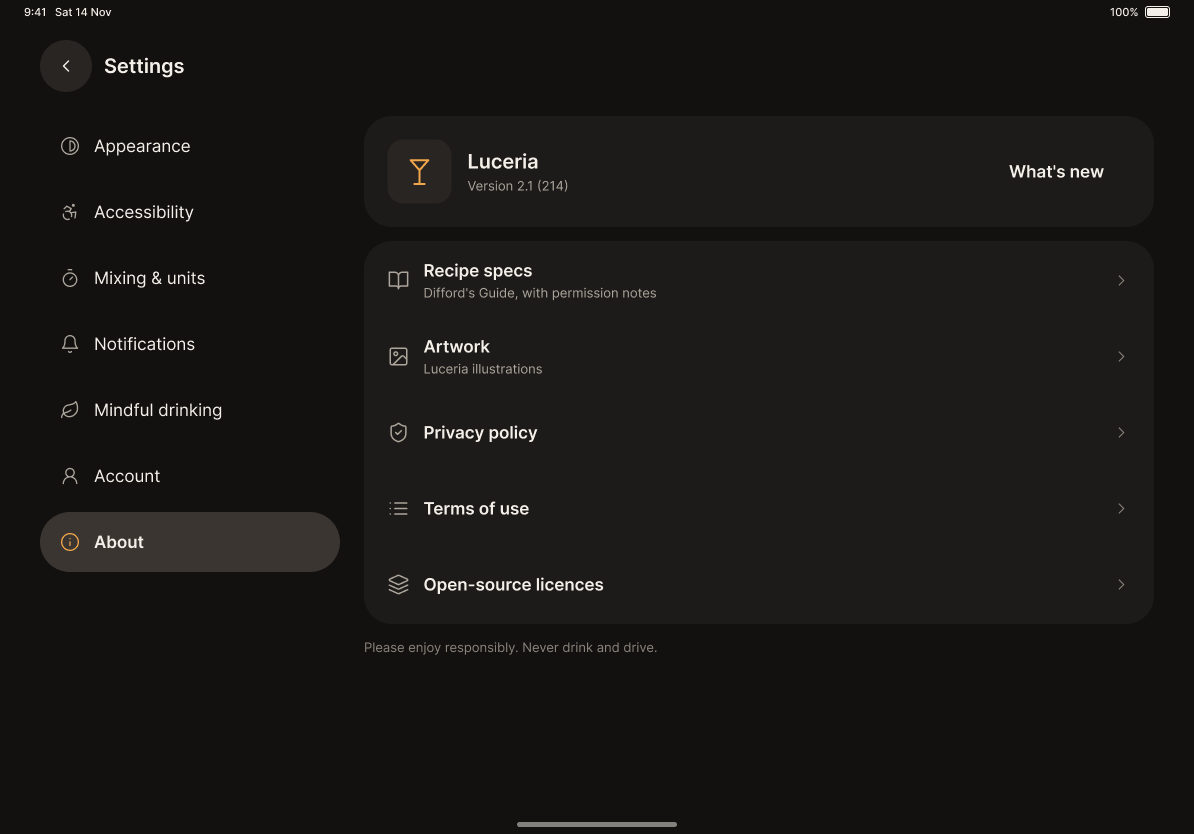 9:41 Sat 14 Nov
100%
Settings
Appearance
Accessibility
Mixing & units
Notifications
Mindful drinking
Account
About
Luceria
Version 2.1 (214)
What's new
Recipe specs
Difford's Guide, with permission notes
Artwork
Luceria illustrations
Privacy policy
Terms of use
Open-source licences
Please enjoy responsibly. Never drink and drive.